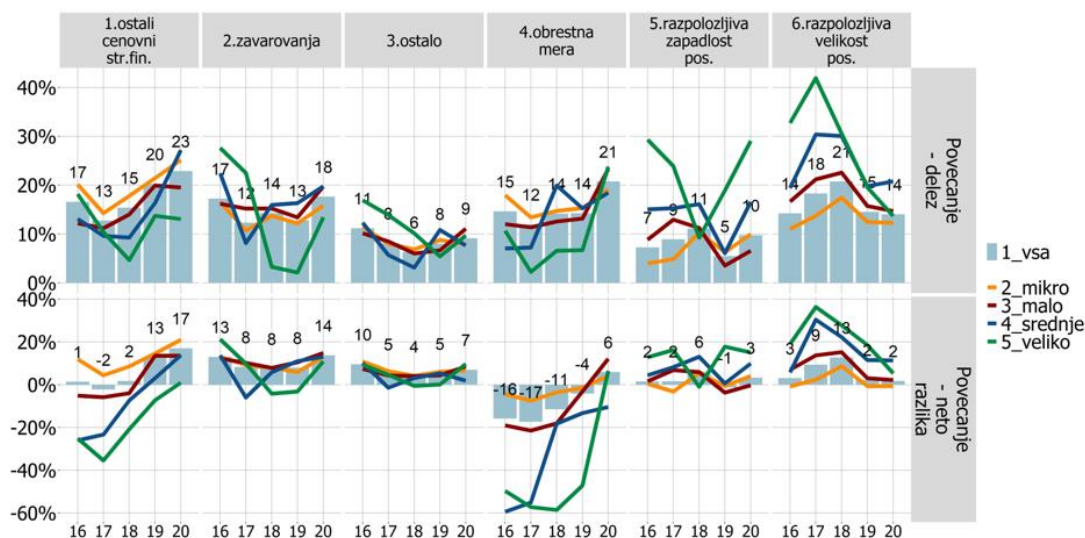 1.ostali
cenovni
str.fin.
2.zavarovanja
3.ostalo
4.obrestna
mera
5.razpolozljiva
zapadlost
pos.
6.razpolozljiva
velikost
pos.
40%
30%
20%
10%
0%
17 13 15 20 23
17 12 14 13 18
11 8 6 8 9
15 12 14 14 21
7 9 11 5 10
14 18 21 15 14
Povecanje
- delez
40%
20%
0%
-20%
-40%
-60%
1 -2 2 13 17
13 8 8 8 14
10 5 4 5 7
-16 -17 -11 -4 6
2 2 6 -1 3
3 9 13 2 2
Povecanje
- neto
razlika
16 17 18 19 20
16 17 18 19 20
16 17 18 19 20
16 17 18 19 20
16 17 18 19 20
16 17 18 19 20
1_vsa
2_mikro
3_malo
4_srednje
5_veliko